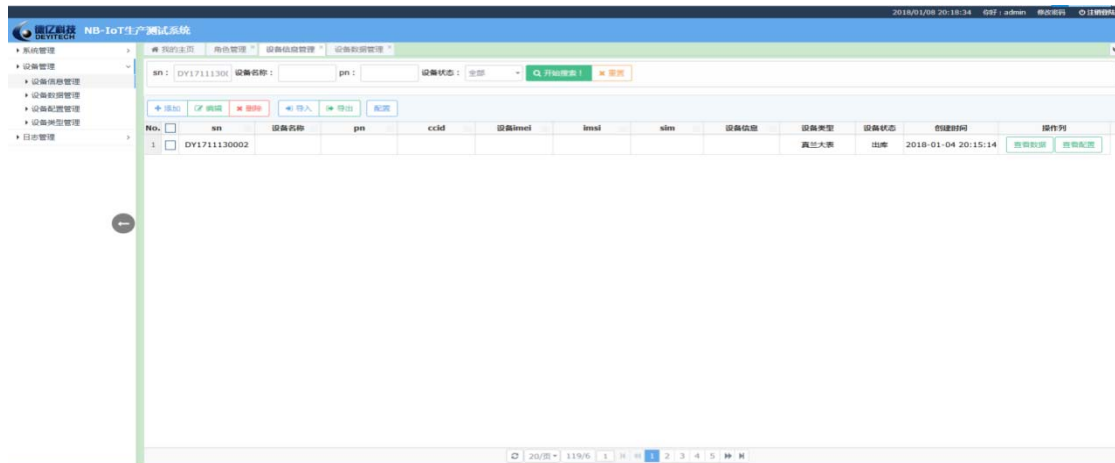 2018/01/08 20:18:34 你好：admin 修改密码
DEYITECH NB-IoT生产测试系统
系统管理
设备管理
设备信息管理
设备数据管理
设备配置管理
设备类型管理
日志管理
我的主页 角色管理 设备信息管理 设备数据管理
sn： DY17111300 设备名称： pn： 设备状态： 全部 开始搜索！ 重置
添加 编辑 删除 导入 导出 配置
No. sn 设备名称 pn ccid 设备imei imsi sim 设备信息 设备类型 设备状态 创建时间 操作列
1 DY1711130002 真兰大表 出库 2018-01-04 20:15:14 查看数据 查看配置
20/页 119/6 1 1 2 3 4 5